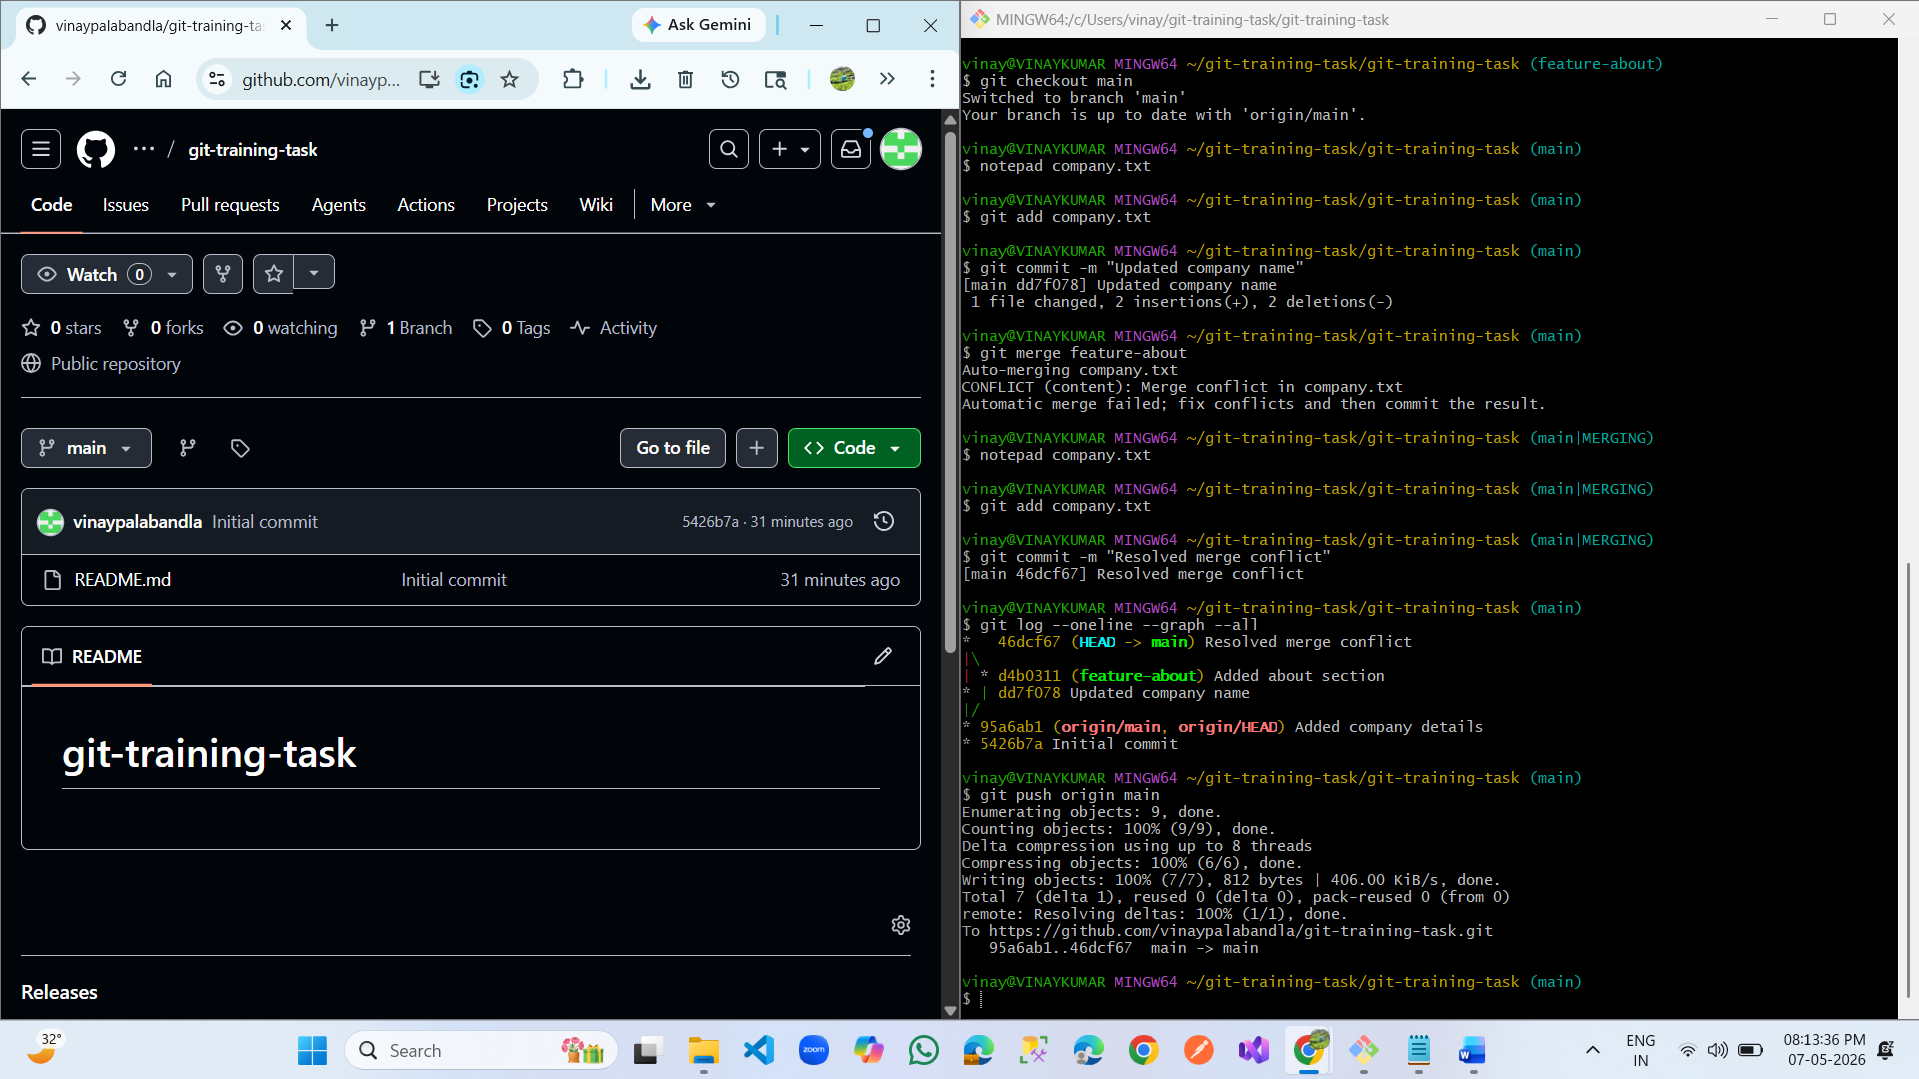 vinaypalabandla/git-training-ta
Ask Gemini
github.com/vinayp...
git-training-task
Code Issues Pull requests Agents Actions Projects Wiki More
Watch 0
0 stars 0 forks 0 watching 1 Branch 0 Tags Activity
Public repository
main Go to file Code
vinaypalabandla Initial commit 5426b7a · 31 minutes ago
README.md Initial commit 31 minutes ago
README
git-training-task
Releases
MINGW64:/c/Users/vinay/git-training-task/git-training-task
vinay@VINAYKUMAR MINGW64 ~/git-training-task/git-training-task (feature-about)
$ git checkout main
Switched to branch 'main'
Your branch is up to date with 'origin/main'.
vinay@VINAYKUMAR MINGW64 ~/git-training-task/git-training-task (main)
$ notepad company.txt
vinay@VINAYKUMAR MINGW64 ~/git-training-task/git-training-task (main)
$ git add company.txt
vinay@VINAYKUMAR MINGW64 ~/git-training-task/git-training-task (main)
$ git commit -m "Updated company name"
[main dd7f078] Updated company name
1 file changed, 2 insertions(+), 2 deletions(-)
vinay@VINAYKUMAR MINGW64 ~/git-training-task/git-training-task (main)
$ git merge feature-about
Auto-merging company.txt
CONFLICT (content): Merge conflict in company.txt
Automatic merge failed; fix conflicts and then commit the result.
vinay@VINAYKUMAR MINGW64 ~/git-training-task/git-training-task (main|MERGING)
$ notepad company.txt
vinay@VINAYKUMAR MINGW64 ~/git-training-task/git-training-task (main|MERGING)
$ git add company.txt
vinay@VINAYKUMAR MINGW64 ~/git-training-task/git-training-task (main|MERGING)
$ git commit -m "Resolved merge conflict"
[main 46dcf67] Resolved merge conflict
vinay@VINAYKUMAR MINGW64 ~/git-training-task/git-training-task (main)
$ git log --oneline --graph --all
*   46dcf67 (HEAD -> main) Resolved merge conflict
|\
| * d4b0311 (feature-about) Added about section
* | dd7f078 Updated company name
|/
* 95a6ab1 (origin/main, origin/HEAD) Added company details
* 5426b7a Initial commit
vinay@VINAYKUMAR MINGW64 ~/git-training-task/git-training-task (main)
$ git push origin main
Enumerating objects: 9, done.
Counting objects: 100% (9/9), done.
Delta compression using up to 8 threads
Compressing objects: 100% (6/6), done.
Writing objects: 100% (7/7), 812 bytes | 406.00 KiB/s, done.
Total 7 (delta 1), reused 0 (delta 0), pack-reused 0 (from 0)
remote: Resolving deltas: 100% (1/1), done.
To https://github.com/vinaypalabandla/git-training-task.git
95a6ab1..46dcf67  main -> main
vinay@VINAYKUMAR MINGW64 ~/git-training-task/git-training-task (main)
$
32°
Search
zoom
ENG
IN
08:13:36 PM
07-05-2026